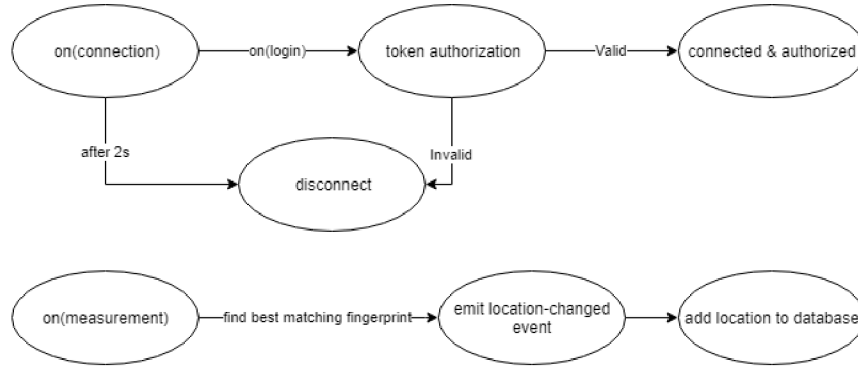 on(connection)
on(login)
token authorization
Valid
connected & authorized
after 2s
Invalid
disconnect
on(measurement)
find best matching fingerprint
emit location-changed
event
add location to database